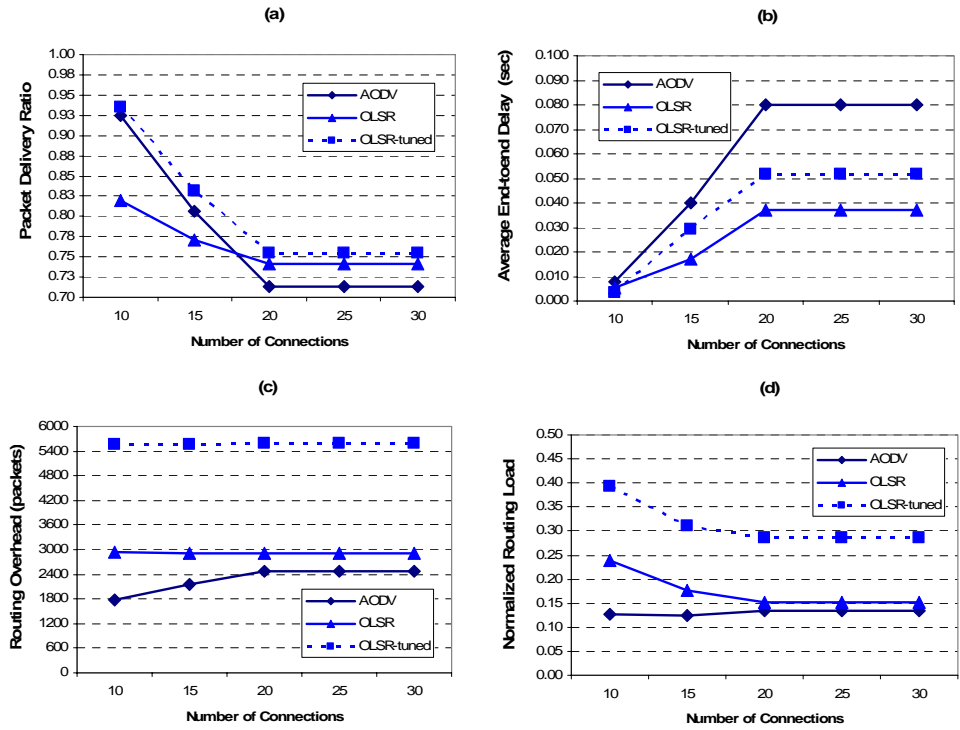 (a)
Packet Delivery Ratio
1.00
0.98
0.95
0.93
0.90
0.88
0.85
0.83
0.80
0.78
0.75
0.73
0.70
AODV
OLSR
OLSR-tuned
10 15 20 25 30
Number of Connections
(b)
Average End-toend Delay (sec)
0.100
0.090
0.080
0.070
0.060
0.050
0.040
0.030
0.020
0.010
0.000
AODV
OLSR
OLSR-tuned
10 15 20 25 30
Number of Connections
(c)
Routing Overhead (packets)
6000
5400
4800
4200
3600
3000
2400
1800
1200
600
0
AODV
OLSR
OLSR-tuned
10 15 20 25 30
Number of Connections
(d)
Normalized Routing Load
0.50
0.45
0.40
0.35
0.30
0.25
0.20
0.15
0.10
0.05
0.00
AODV
OLSR
OLSR-tuned
10 15 20 25 30
Number of Connections